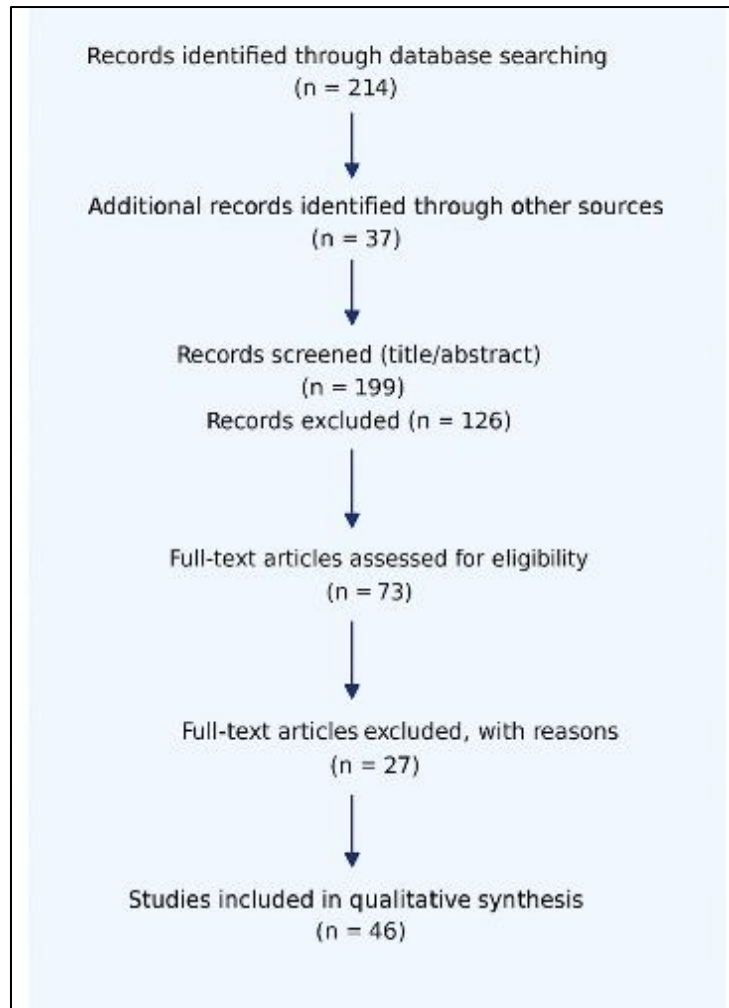 Records identified through database searching
(n = 214)
Additional records identified through other sources
(n = 37)
Records screened (title/abstract)
(n = 199)
Records excluded (n = 126)
Full-text articles assessed for eligibility
(n = 73)
Full-text articles excluded, with reasons
(n = 27)
Studies included in qualitative synthesis
(n = 46)